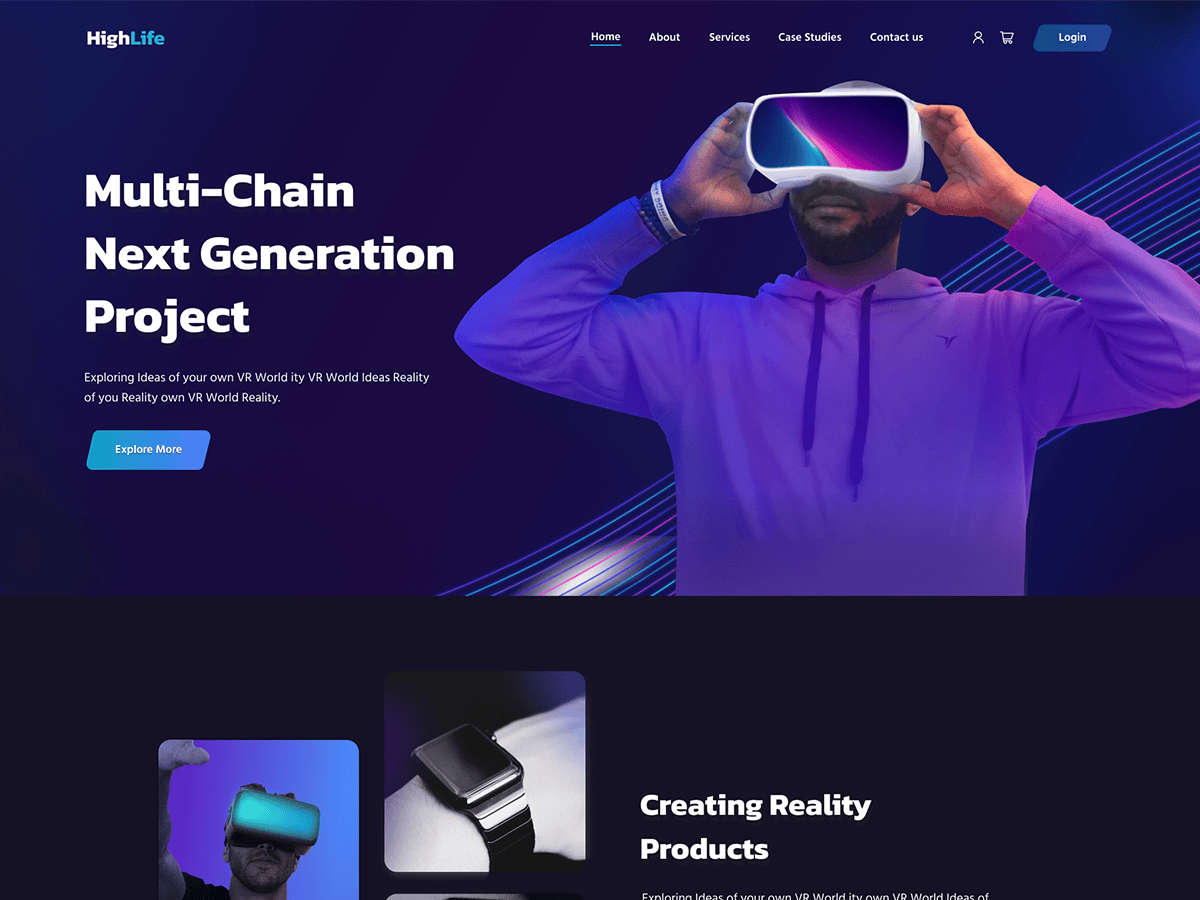 HighLife
Home
About
Services
Case Studies
Contact us
Login
Multi-Chain
Next Generation
Project
Exploring Ideas of your own VR World ity VR World Ideas Reality
of you Reality own VR World Reality.
Explore More
Creating Reality
Products
Exploring Ideas of your own VR World ity own VR World Ideas of